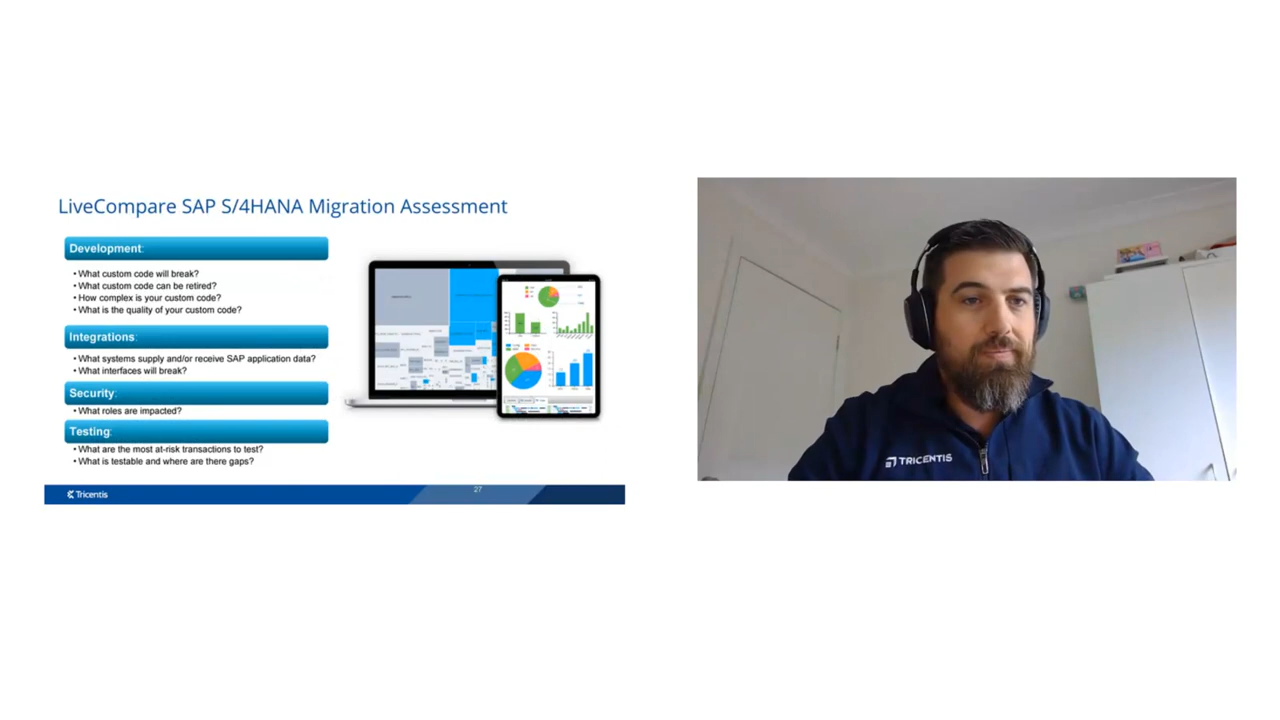 LiveCompare SAP S/4HANA Migration Assessment
Development:
• What custom code will break?
• What custom code can be retired?
• How complex is your custom code?
• What is the quality of your custom code?
Integrations:
• What systems supply and/or receive SAP application data?
• What interfaces will break?
Security:
• What roles are impacted?
Testing:
• What are the most at-risk transactions to test?
• What is testable and where are there gaps?
Tricentis
27
TRICENTIS